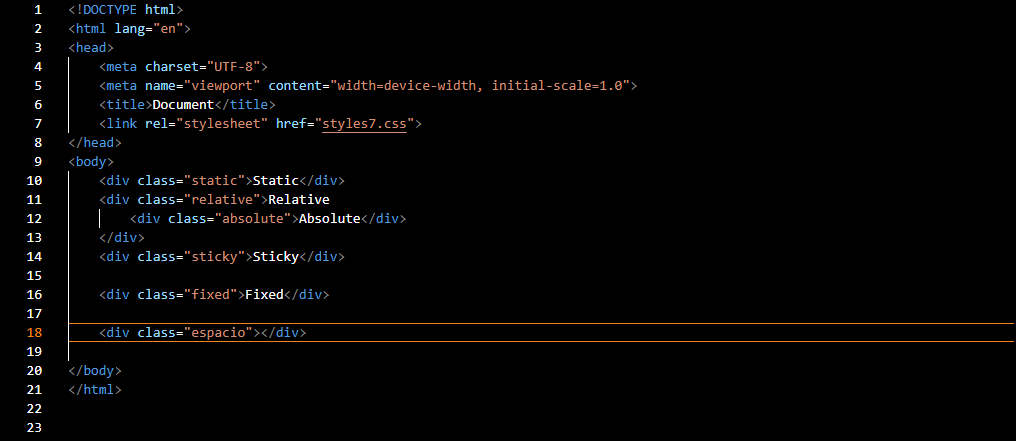 1 <!DOCTYPE html>
2 <html lang="en">
3 <head>
4     <meta charset="UTF-8">
5     <meta name="viewport" content="width=device-width, initial-scale=1.0">
6     <title>Document</title>
7     <link rel="stylesheet" href="styles7.css">
8 </head>
9 <body>
10     <div class="static">Static</div>
11     <div class="relative">Relative
12         <div class="absolute">Absolute</div>
13     </div>
14     <div class="sticky">Sticky</div>
15
16     <div class="fixed">Fixed</div>
17
18     <div class="espacio"></div>
19
20 </body>
21 </html>
22
23